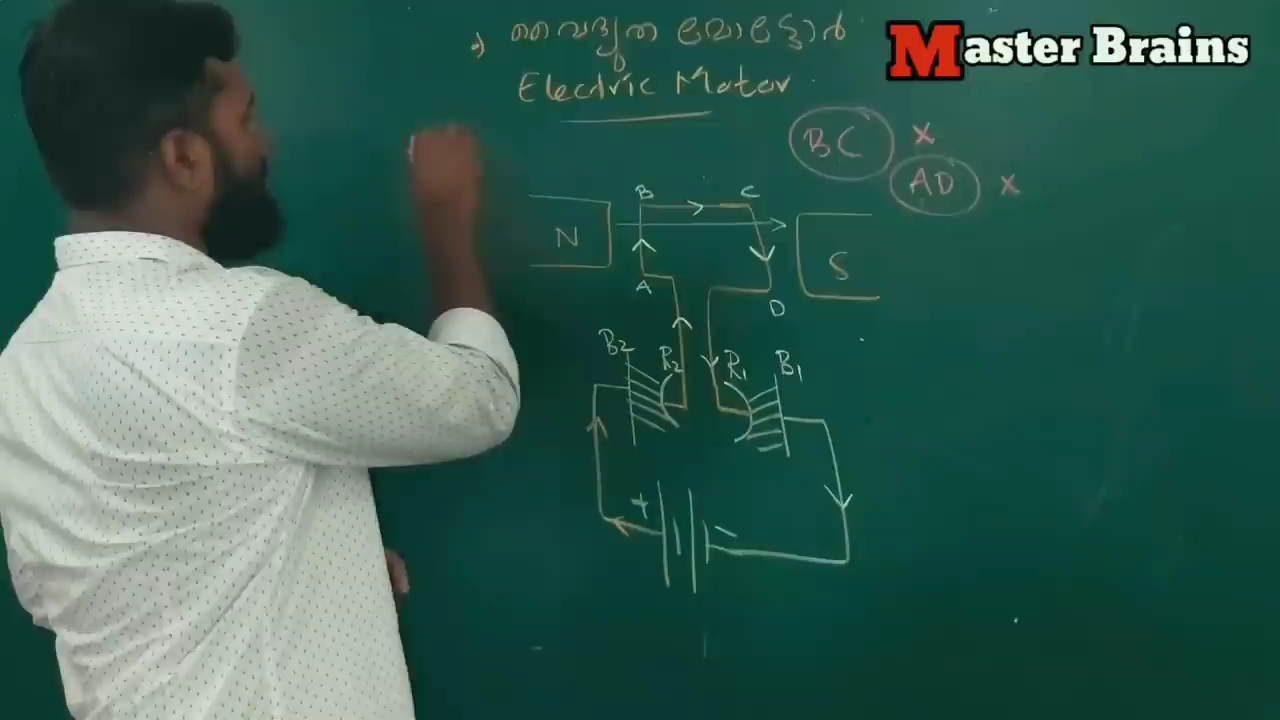 Master Brains
വൈദ്യുത മോട്ടോർ
Electric Motor
BC x
AD x
B C
N S
A D
B2 R2 R1 B1
+ −